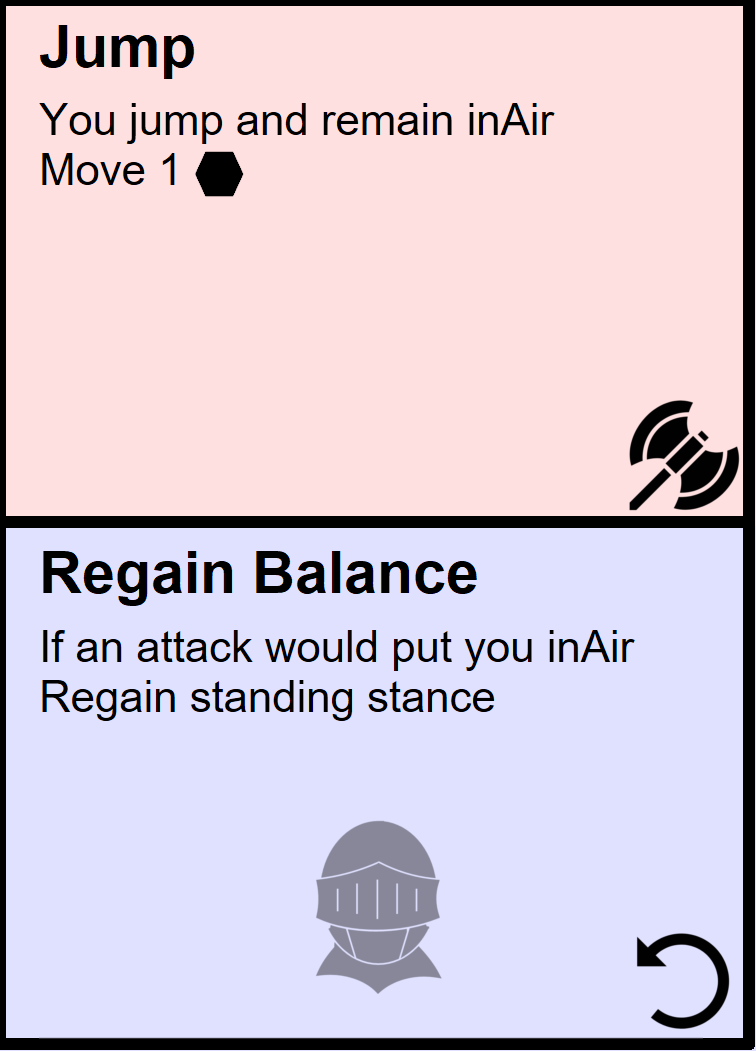 Jump
You jump and remain inAir
Move 1
Regain Balance
If an attack would put you inAir
Regain standing stance